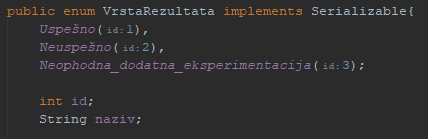 public enum VrstaRezultata implements Serializable{
Uspešno( id: 1),
Neuspešno( id: 2),
Neophodna_dodatna_eksperimentacija( id: 3);
int id;
String naziv;